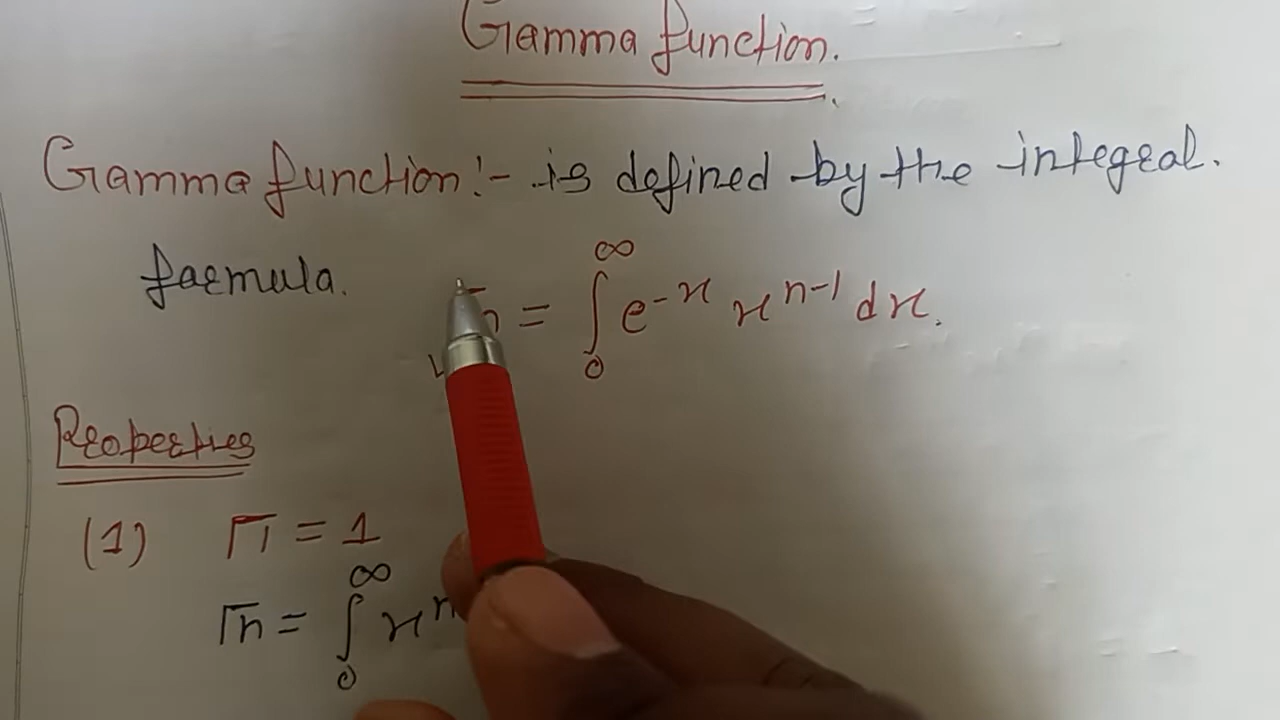 Gamma function.
Gamma function:- is defined by the integral.
formula. Γn = ∫₀^∞ e^-x x^n-1 dx.
Properties
(1) Γ1 = 1
Γn = ∫₀^∞ x^n